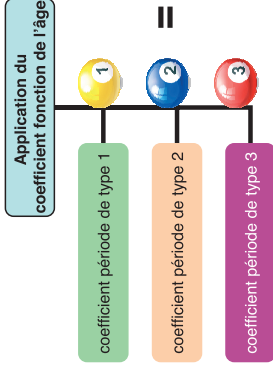 Application du
coefficient fonction de l'âge
coefficient période de type 1
1
coefficient période de type 2
2
coefficient période de type 3
3
=